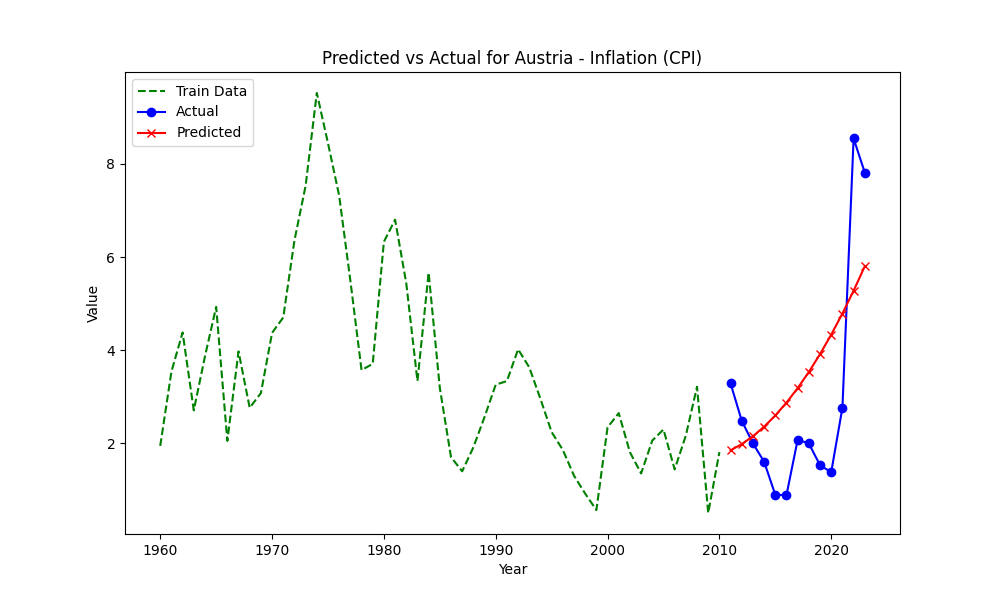 Predicted vs Actual for Austria - Inflation (CPI)
Train Data
Actual
Predicted
Value
8
6
4
2
1960 1970 1980 1990 2000 2010 2020
Year